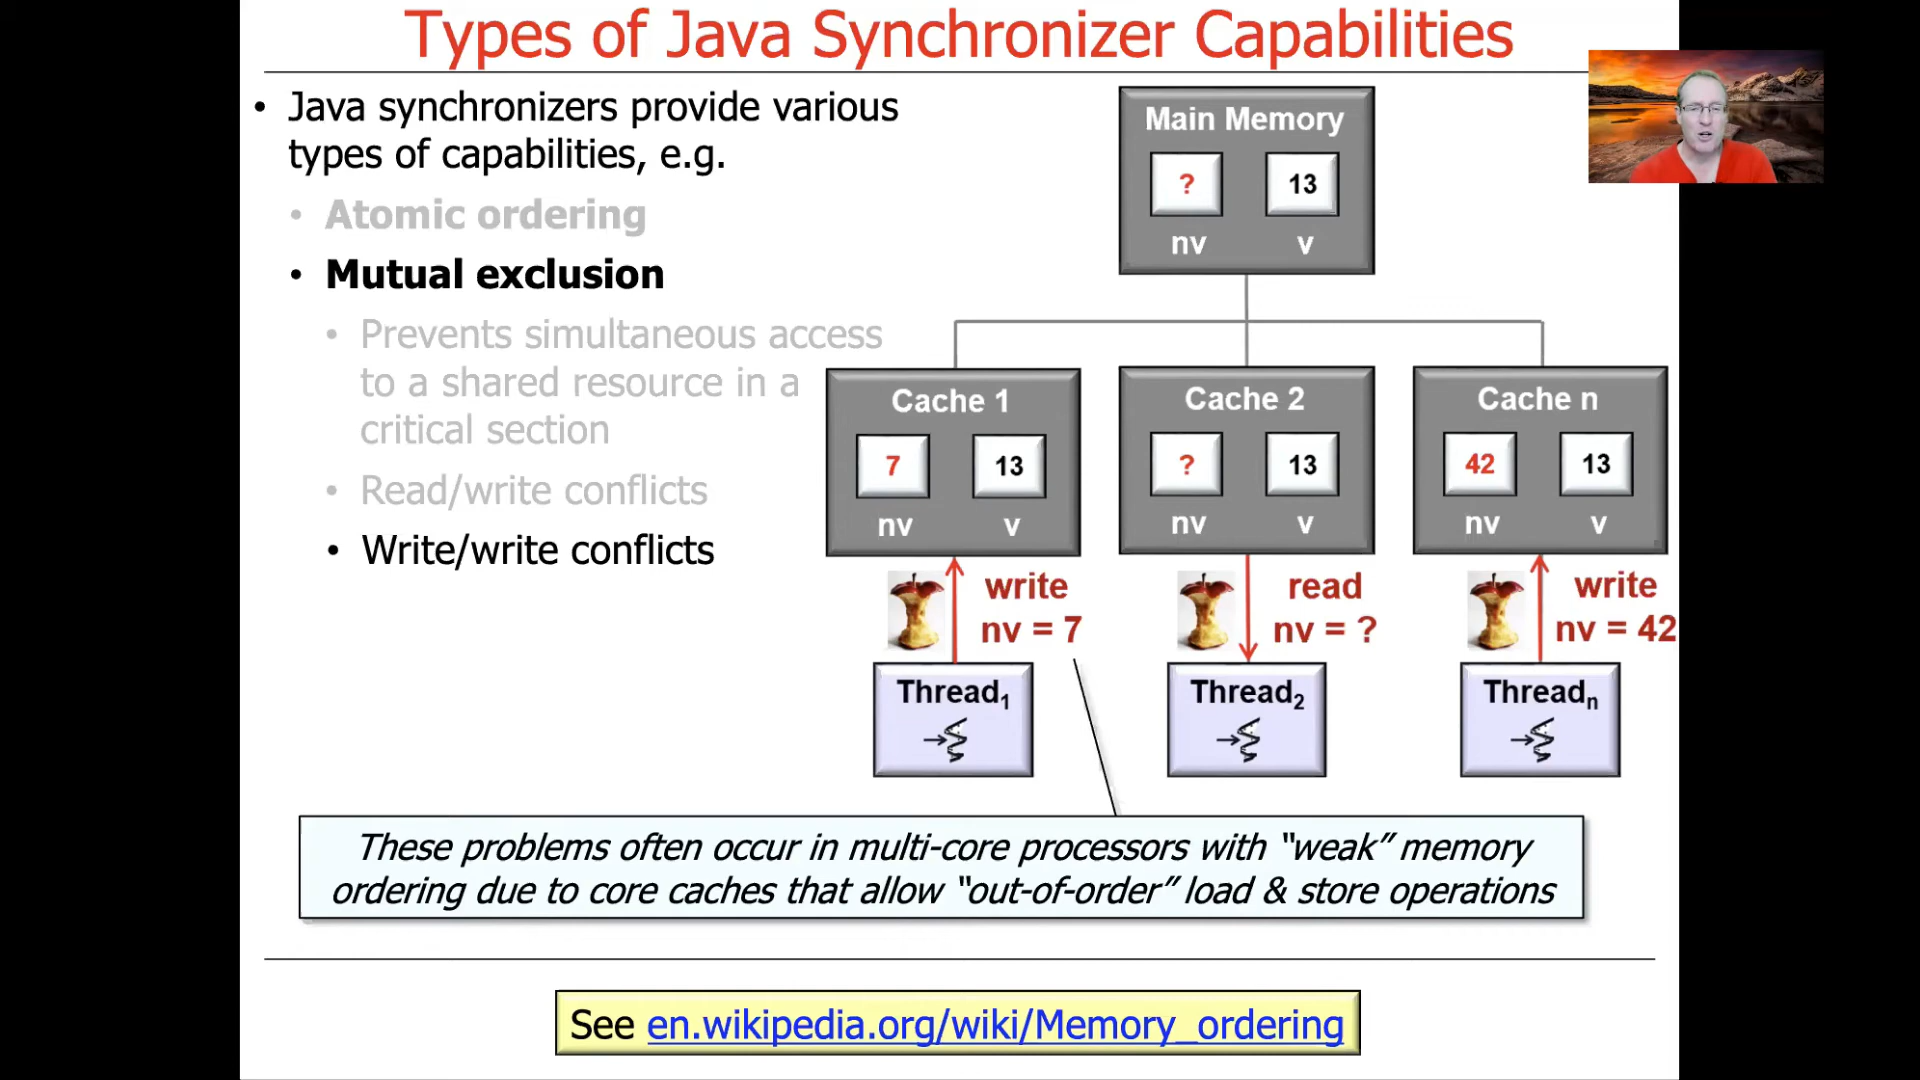 Types of Java Synchronizer Capabilities
• Java synchronizers provide various
types of capabilities, e.g.
• Atomic ordering
• Mutual exclusion
• Prevents simultaneous access
to a shared resource in a
critical section
• Read/write conflicts
• Write/write conflicts
Main Memory
? 13
nv v
Cache 1
7 13
nv v
Cache 2
? 13
nv v
Cache n
42 13
nv v
write
nv = 7
read
nv = ?
write
nv = 42
Thread1
Thread2
Threadn
These problems often occur in multi-core processors with “weak” memory
ordering due to core caches that allow “out-of-order” load & store operations
See en.wikipedia.org/wiki/Memory_ordering